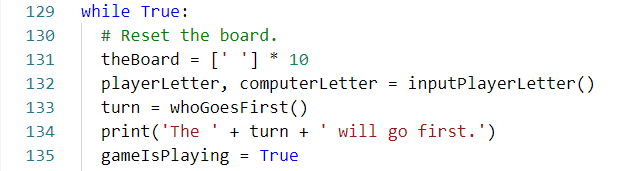 129 while True:
130 # Reset the board.
131 theBoard = [' '] * 10
132 playerLetter, computerLetter = inputPlayerLetter()
133 turn = whoGoesFirst()
134 print('The ' + turn + ' will go first.')
135 gameIsPlaying = True